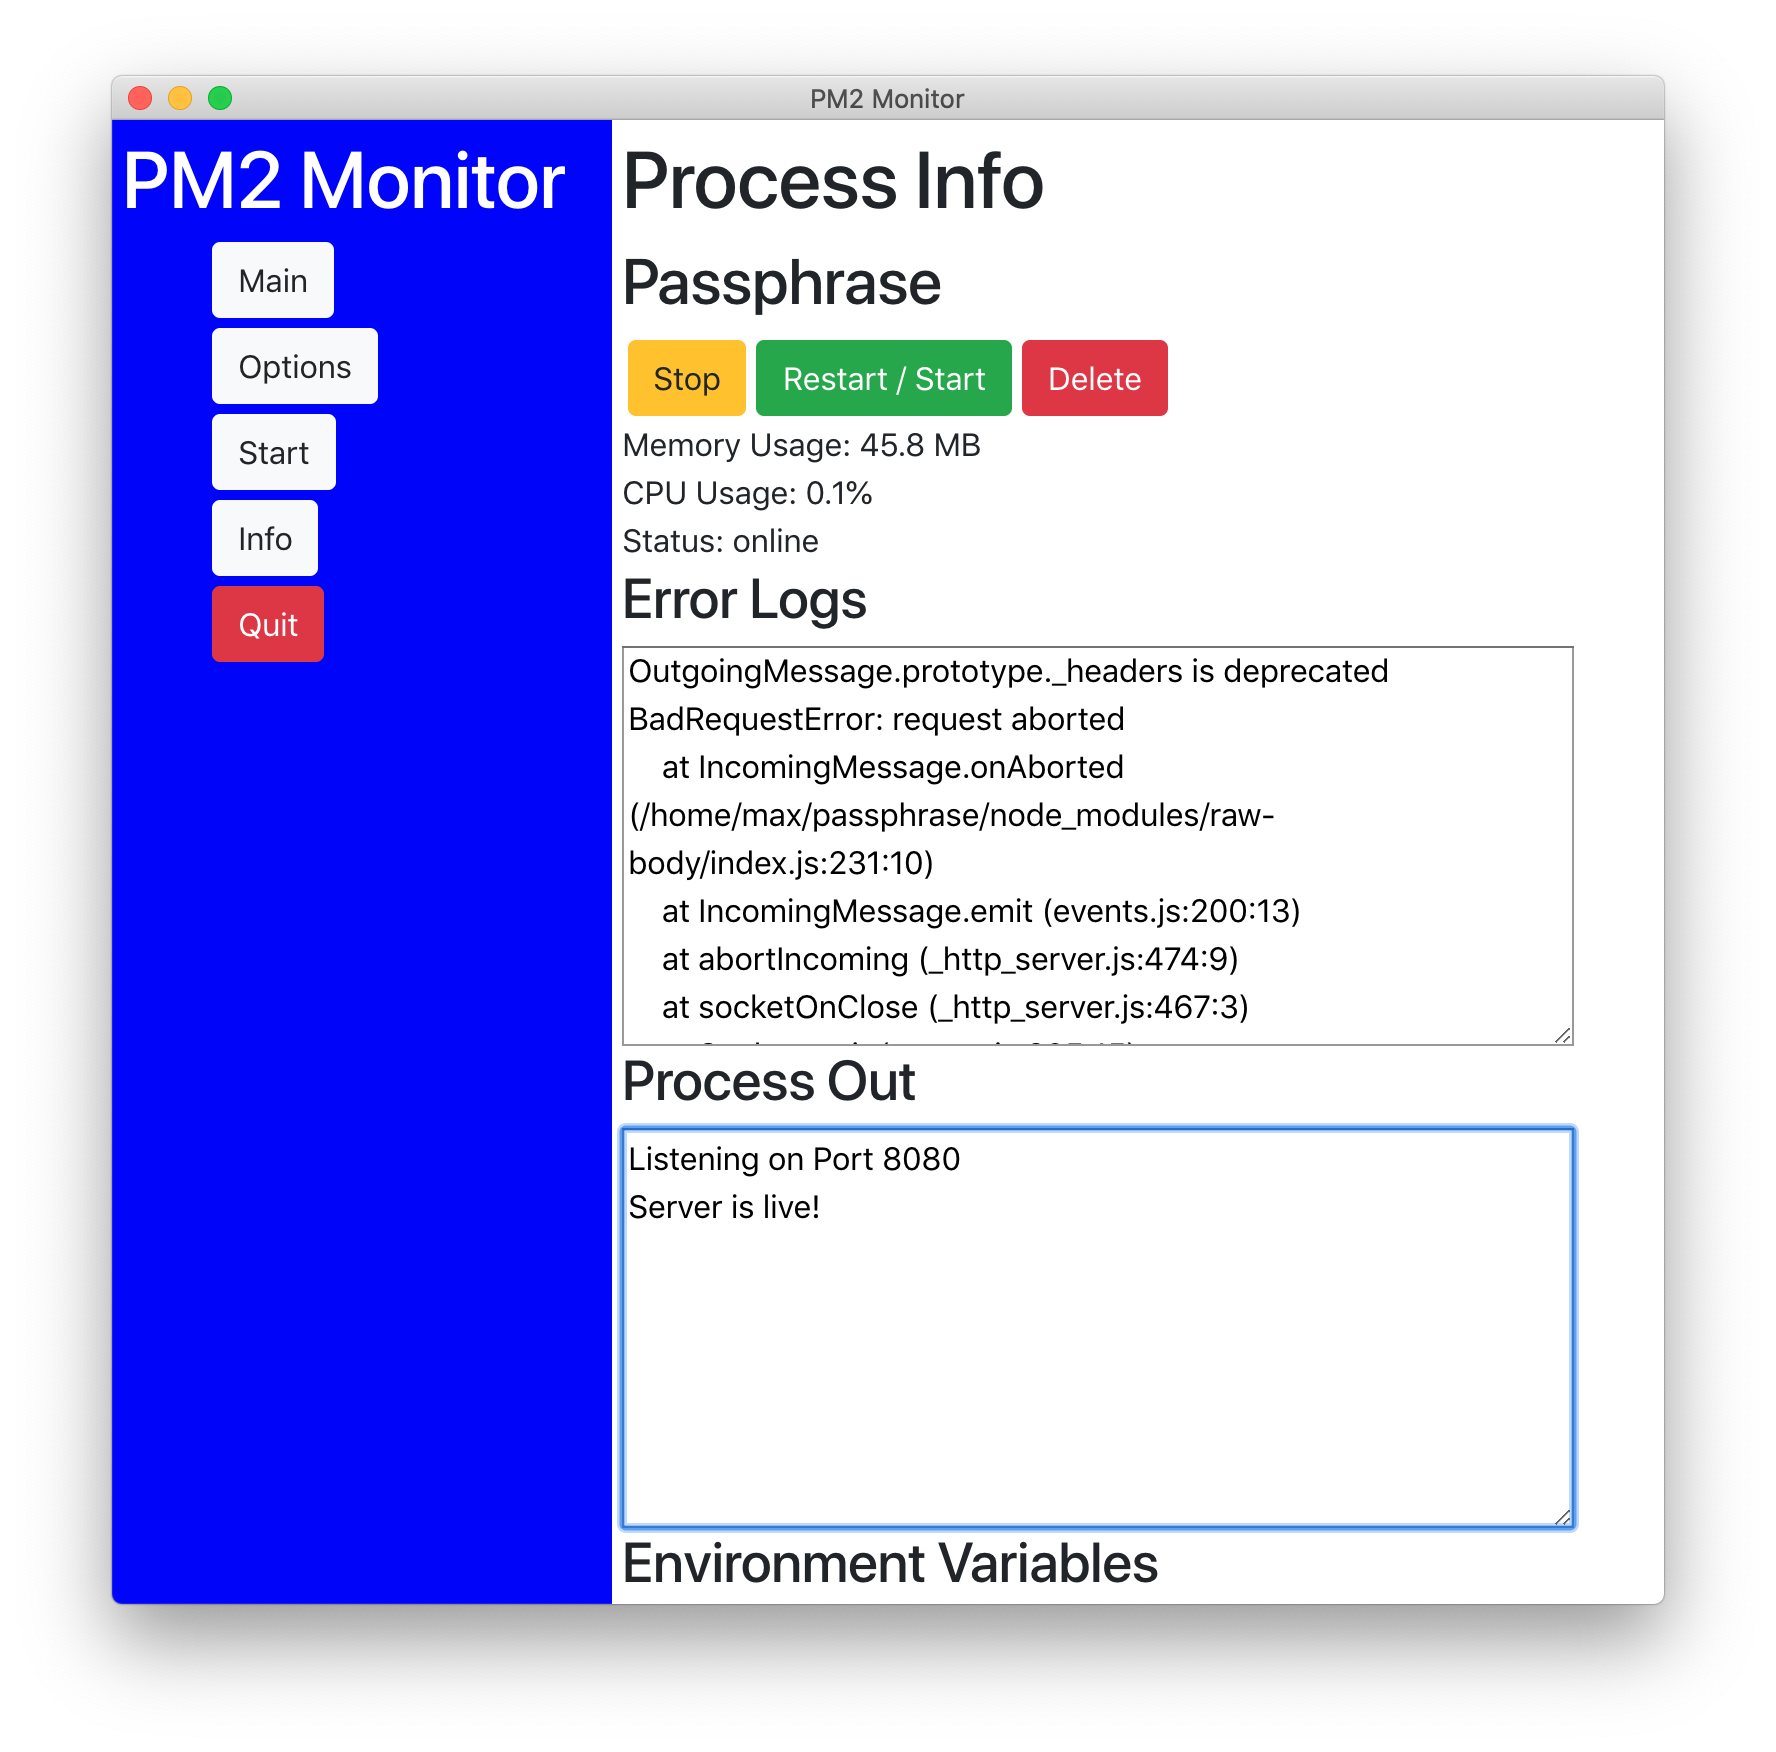 PM2 Monitor
PM2 Monitor
Main
Options
Start
Info
Quit
Process Info
Passphrase
Stop
Restart / Start
Delete
Memory Usage: 45.8 MB
CPU Usage: 0.1%
Status: online
Error Logs
OutgoingMessage.prototype._headers is deprecated
BadRequestError: request aborted
at IncomingMessage.onAborted
(/home/max/passphrase/node_modules/raw-
body/index.js:231:10)
at IncomingMessage.emit (events.js:200:13)
at abortIncoming (_http_server.js:474:9)
at socketOnClose (_http_server.js:467:3)
Process Out
Listening on Port 8080
Server is live!
Environment Variables